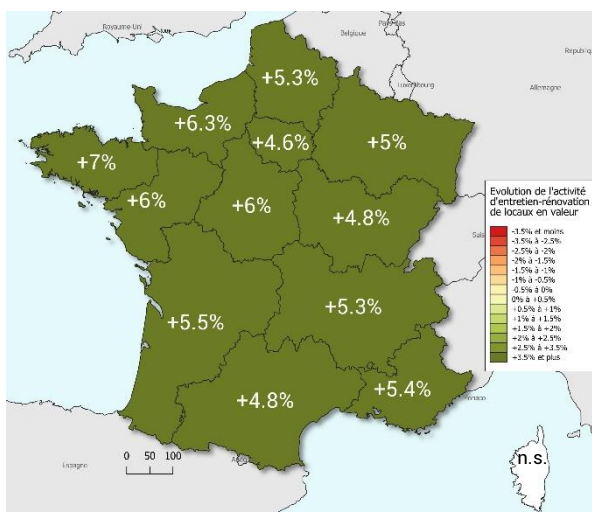 Royaume-Uni
Pays-Bas
Belgique
Luxembourg
Allemagne
+5.3%
+6.3%
+4.6%
+5%
+7%
+6%
+6%
+4.8%
+5.5%
+5.3%
+4.8%
+5.4%
Monaco
n.s.
Espagne
0 50 100
Evolution de l'activité
d'entretien-rénovation
de locaux en valeur
-3.5% et moins
-3.5% à -2.5%
-2.5% à -2%
-2% à -1.5%
-1.5% à -1%
-1% à -0.5%
-0.5% à 0%
0% à +0.5%
+0.5% à +1%
+1% à +1.5%
+1.5% à +2%
+2% à +2.5%
+2.5% à +3.5%
+3.5% et plus